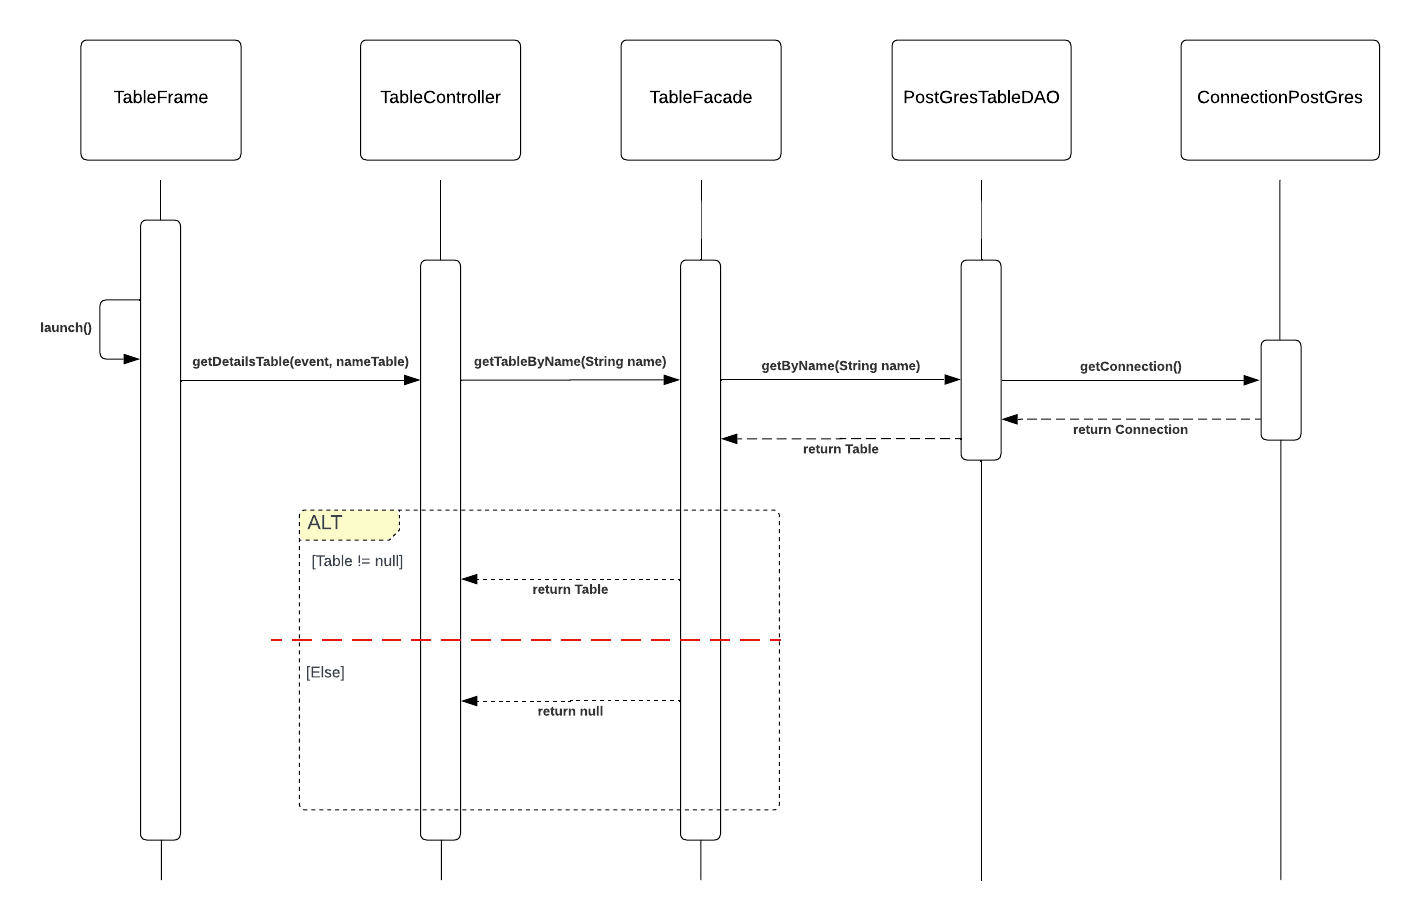 TableFrame
TableController
TableFacade
PostGresTableDAO
ConnectionPostGres
launch()
getDetailsTable(event, nameTable)
getTableByName(String name)
getByName(String name)
getConnection()
return Connection
return Table
ALT
[Table != null]
return Table
[Else]
return null